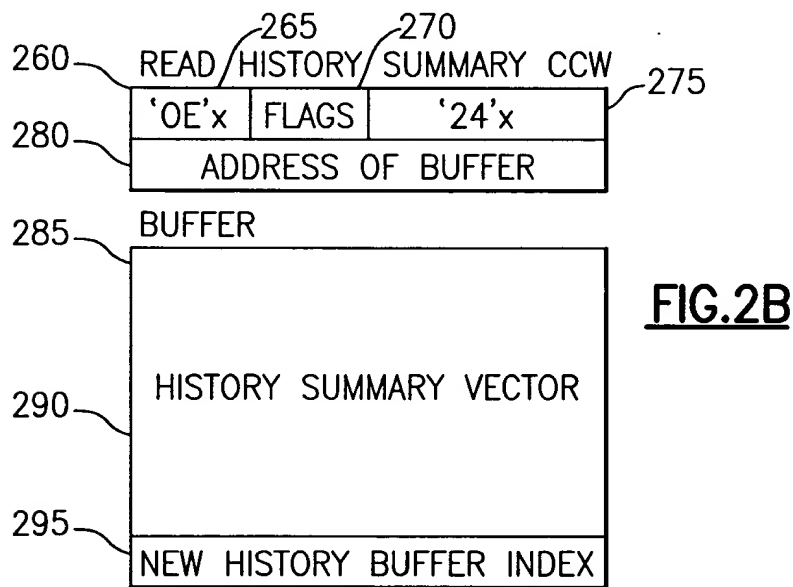 265 270
260 READ HISTORY SUMMARY CCW 275
'0E'x FLAGS '24'x
280 ADDRESS OF BUFFER
BUFFER
285
FIG.2B
HISTORY SUMMARY VECTOR
290
295
NEW HISTORY BUFFER INDEX